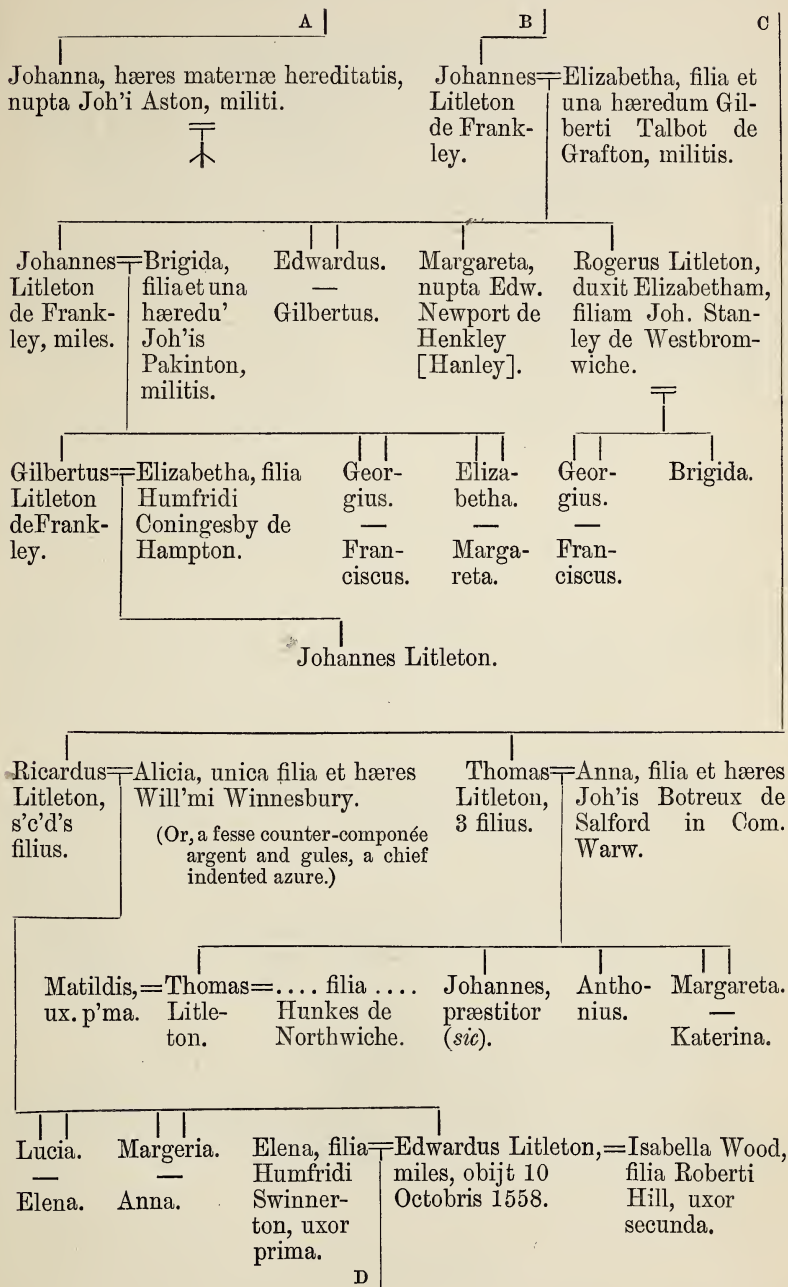 A B C
Johanna, hæres maternæ hereditatis,
nupta Joh'i Aston, militi.
Johannes
Litleton
de Frank-
ley.
Elizabetha, filia et
una hæredum Gil-
berti Talbot de
Grafton, militis.
Johannes
Litleton
de Frank-
ley, miles.
Brigida,
filia et una
hæredu'
Joh'is
Pakinton,
militis.
Edwardus.
—
Gilbertus.
Margareta,
nupta Edw.
Newport de
Henkley
[Hanley].
Rogerus Litleton,
duxit Elizabetham,
filiam Joh. Stan-
ley de Westbrom-
wiche.
Gilbertus
Litleton
de Frank-
ley.
Elizabetha, filia
Humfridi
Coningesby de
Hampton.
Geor-
gius.
—
Fran-
ciscus.
Eliza-
betha.
—
Marga-
reta.
Geor-
gius.
—
Fran-
ciscus.
Brigida.
Johannes Litleton.
Ricardus
Litleton,
s'c'd's
filius.
Alicia, unica filia et hæres
Will'mi Winnesbury.
(Or, a fesse counter-componée
argent and gules, a chief
indented azure.)
Thomas
Litleton,
3 filius.
Anna, filia et hæres
Joh'is Botreux de
Salford in Com.
Warw.
Matildis,
ux. p'ma.
=Thomas=
Litle-
ton.
.... filia ....
Hunkes de
Northwiche.
Johannes,
præstitor
(sic).
Antho-
nius.
Margareta.
—
Katerina.
Lucia.
—
Elena.
Margeria.
—
Anna.
Elena, filia
Humfridi
Swinner-
ton, uxor
prima.
Edwardus Litleton,=
miles, obijt 10
Octobris 1558.
Isabella Wood,
filia Roberti
Hill, uxor
secunda.
D